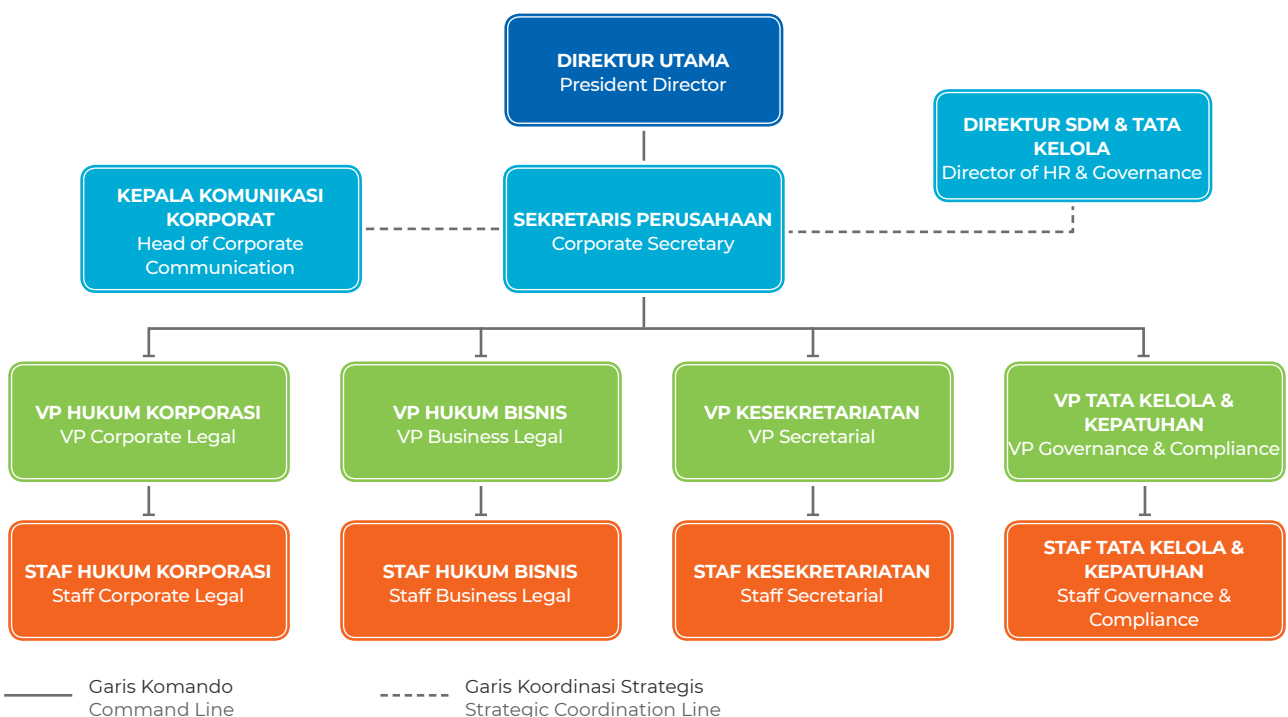 DIREKTUR UTAMA
President Director
DIREKTUR SDM & TATA
KELOLA
Director of HR & Governance
KEPALA KOMUNIKASI
KORPORAT
Head of Corporate
Communication
SEKRETARIS PERUSAHAAN
Corporate Secretary
VP HUKUM KORPORASI
VP Corporate Legal
VP HUKUM BISNIS
VP Business Legal
VP KESEKRETARIATAN
VP Secretarial
VP TATA KELOLA &
KEPATUHAN
VP Governance & Compliance
STAF HUKUM KORPORASI
Staff Corporate Legal
STAF HUKUM BISNIS
Staff Business Legal
STAF KESEKRETARIATAN
Staff Secretarial
STAF TATA KELOLA &
KEPATUHAN
Staff Governance &
Compliance
Garis Komando
Command Line
Garis Koordinasi Strategis
Strategic Coordination Line